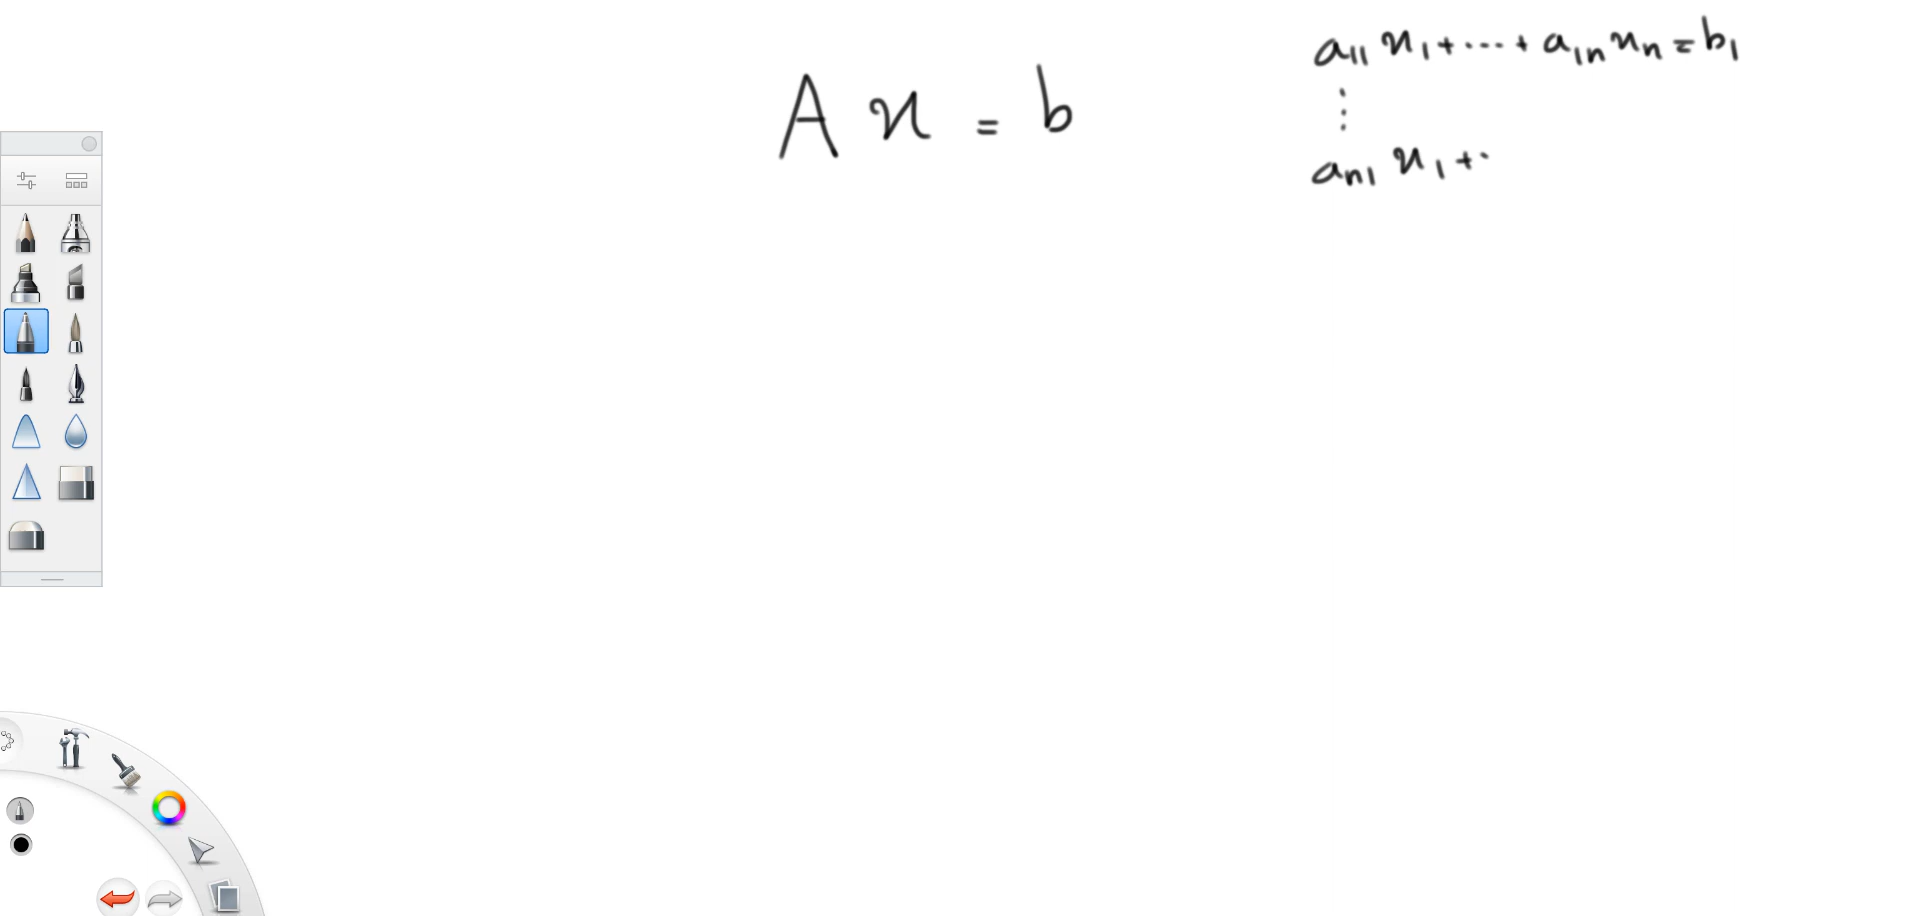 A x = b
a₁₁ x₁ + ... + a₁ₙ xₙ = b₁
⋮
aₙ₁ x₁ + ·